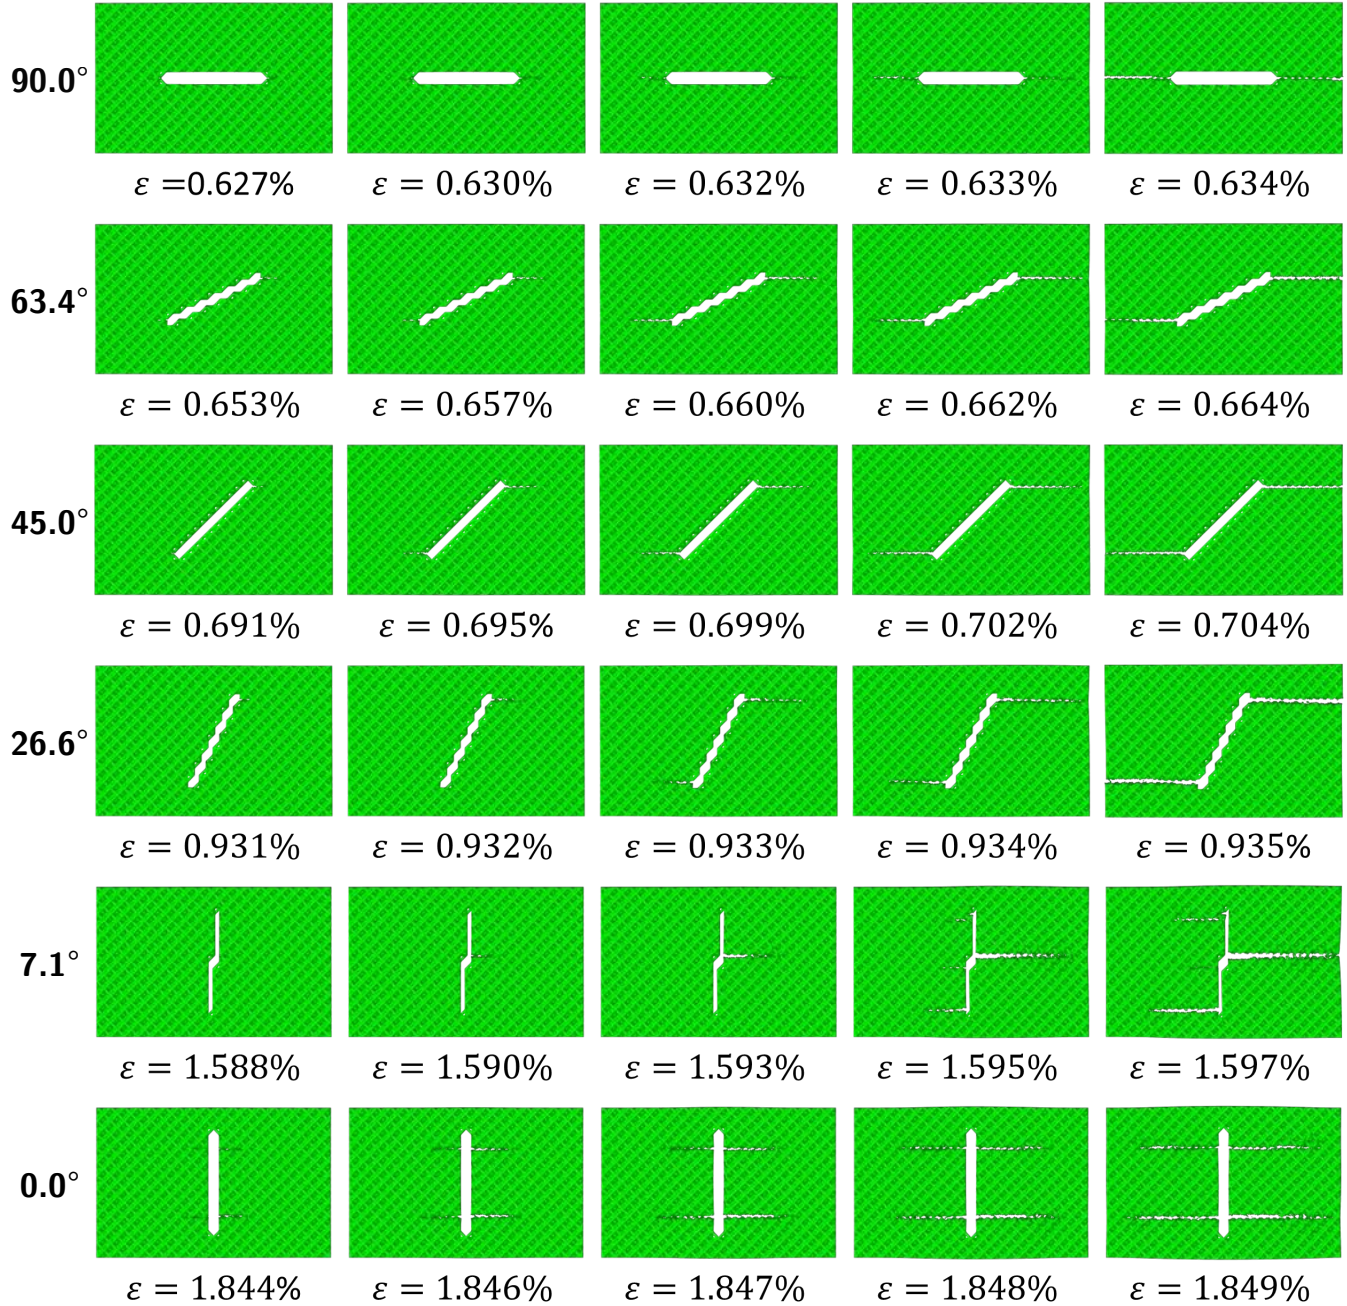 90.0°
ε =0.627% ε = 0.630% ε = 0.632% ε = 0.633% ε = 0.634%
63.4°
ε = 0.653% ε = 0.657% ε = 0.660% ε = 0.662% ε = 0.664%
45.0°
ε = 0.691% ε = 0.695% ε = 0.699% ε = 0.702% ε = 0.704%
26.6°
ε = 0.931% ε = 0.932% ε = 0.933% ε = 0.934% ε = 0.935%
7.1°
ε = 1.588% ε = 1.590% ε = 1.593% ε = 1.595% ε = 1.597%
0.0°
ε = 1.844% ε = 1.846% ε = 1.847% ε = 1.848% ε = 1.849%